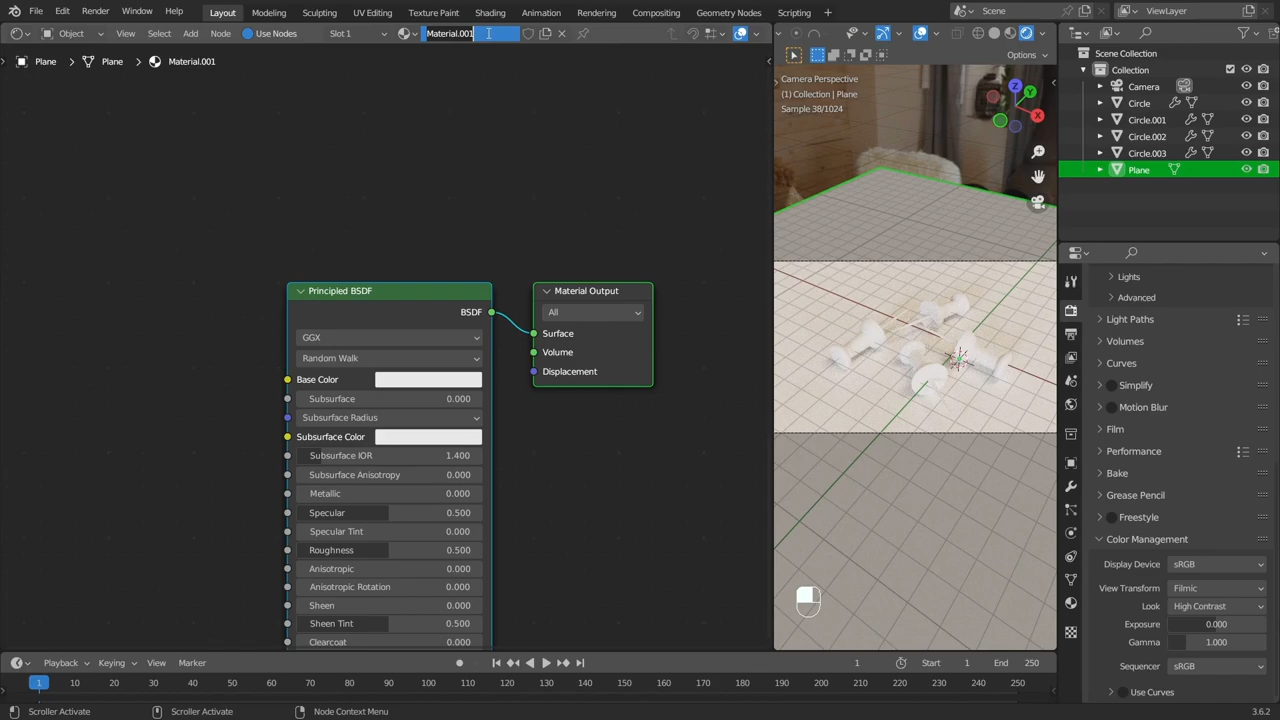 File Edit Render Window Help Layout Modeling Sculpting UV Editing Texture Paint Shading Animation Rendering Compositing Geometry Nodes Scripting + Scene ViewLayer
Object View Select Add Node Use Nodes Slot 1 Material.001
Options
Plane > Plane > Material.001
Camera Perspective
(1) Collection | Plane
Sample 38/1024
Z
Y
X
Scene Collection
Collection
Camera
Circle
Circle.001
Circle.002
Circle.003
Plane
Principled BSDF
BSDF
GGX
Random Walk
Base Color
Subsurface 0.000
Subsurface Radius
Subsurface Color
Subsurface IOR 1.400
Subsurface Anisotropy 0.000
Metallic 0.000
Specular 0.500
Specular Tint 0.000
Roughness 0.500
Anisotropic 0.000
Anisotropic Rotation 0.000
Sheen 0.000
Sheen Tint 0.500
Clearcoat 0.000
Material Output
All
Surface
Volume
Displacement
Lights
Advanced
Light Paths
Volumes
Curves
Simplify
Motion Blur
Film
Performance
Bake
Grease Pencil
Freestyle
Color Management
Display Device sRGB
View Transform Filmic
Look High Contrast
Exposure 0.000
Gamma 1.000
Sequencer sRGB
Use Curves
Playback Keying View Marker 1 Start 1 End 250
1 10 20 30 40 50 60 70 80 90 100 110 120 130 140 150 160 170 180 190 200 210 220 230 240 250
Scroller Activate Scroller Activate Node Context Menu 3.6.2